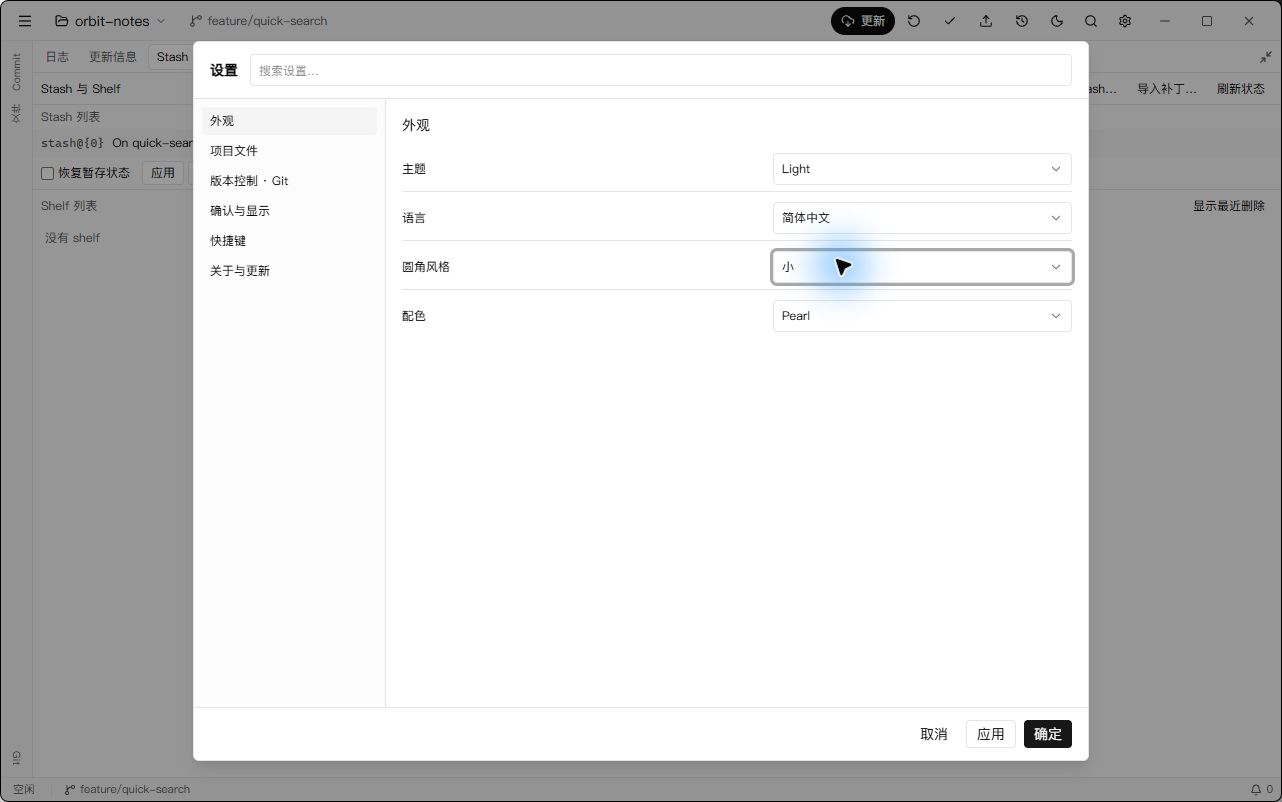 orbit-notes feature/quick-search 更新
Commit
文件
日志 更新信息 Stash
Stash 与 Shelf
导入补丁… 刷新状态
Stash 列表
stash@{0} On quick-sear
恢复暂存状态 应用
Shelf 列表 显示最近删除
没有 shelf
设置 搜索设置…
外观
项目文件
版本控制 · Git
确认与显示
快捷键
关于与更新
外观
主题 Light
语言 简体中文
圆角风格 小
配色 Pearl
取消 应用 确定
Git
空闲 feature/quick-search 0